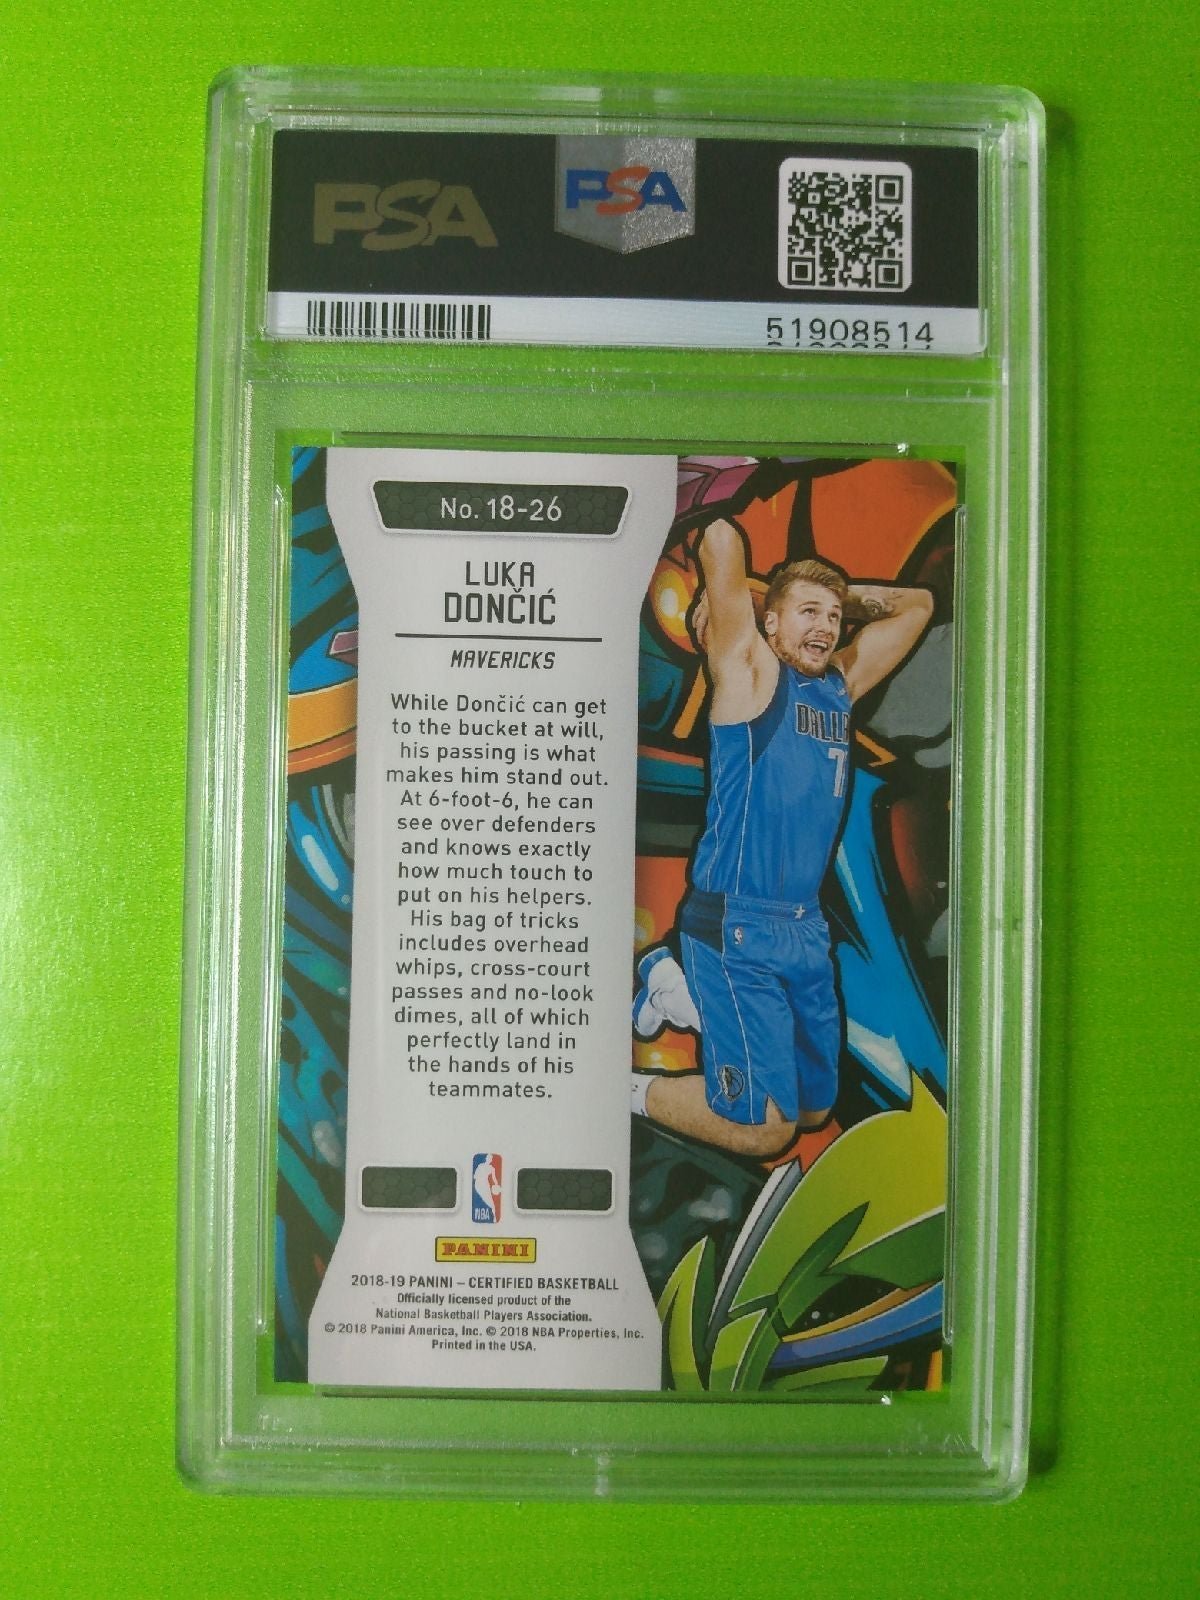 PSA
PSA
51908514
No. 18-26
LUKA
DONČIĆ
MAVERICKS
While Dončić can get
to the bucket at will,
his passing is what
makes him stand out.
At 6-foot-6, he can
see over defenders
and knows exactly
how much touch to
put on his helpers.
His bag of tricks
includes overhead
whips, cross-court
passes and no-look
dimes, all of which
perfectly land in
the hands of his
teammates.
NBA
PANINI
2018-19 PANINI – CERTIFIED BASKETBALL
Officially licensed product of the
National Basketball Players Association.
© 2018 Panini America, Inc. © 2018 NBA Properties, Inc.
Printed in the USA.